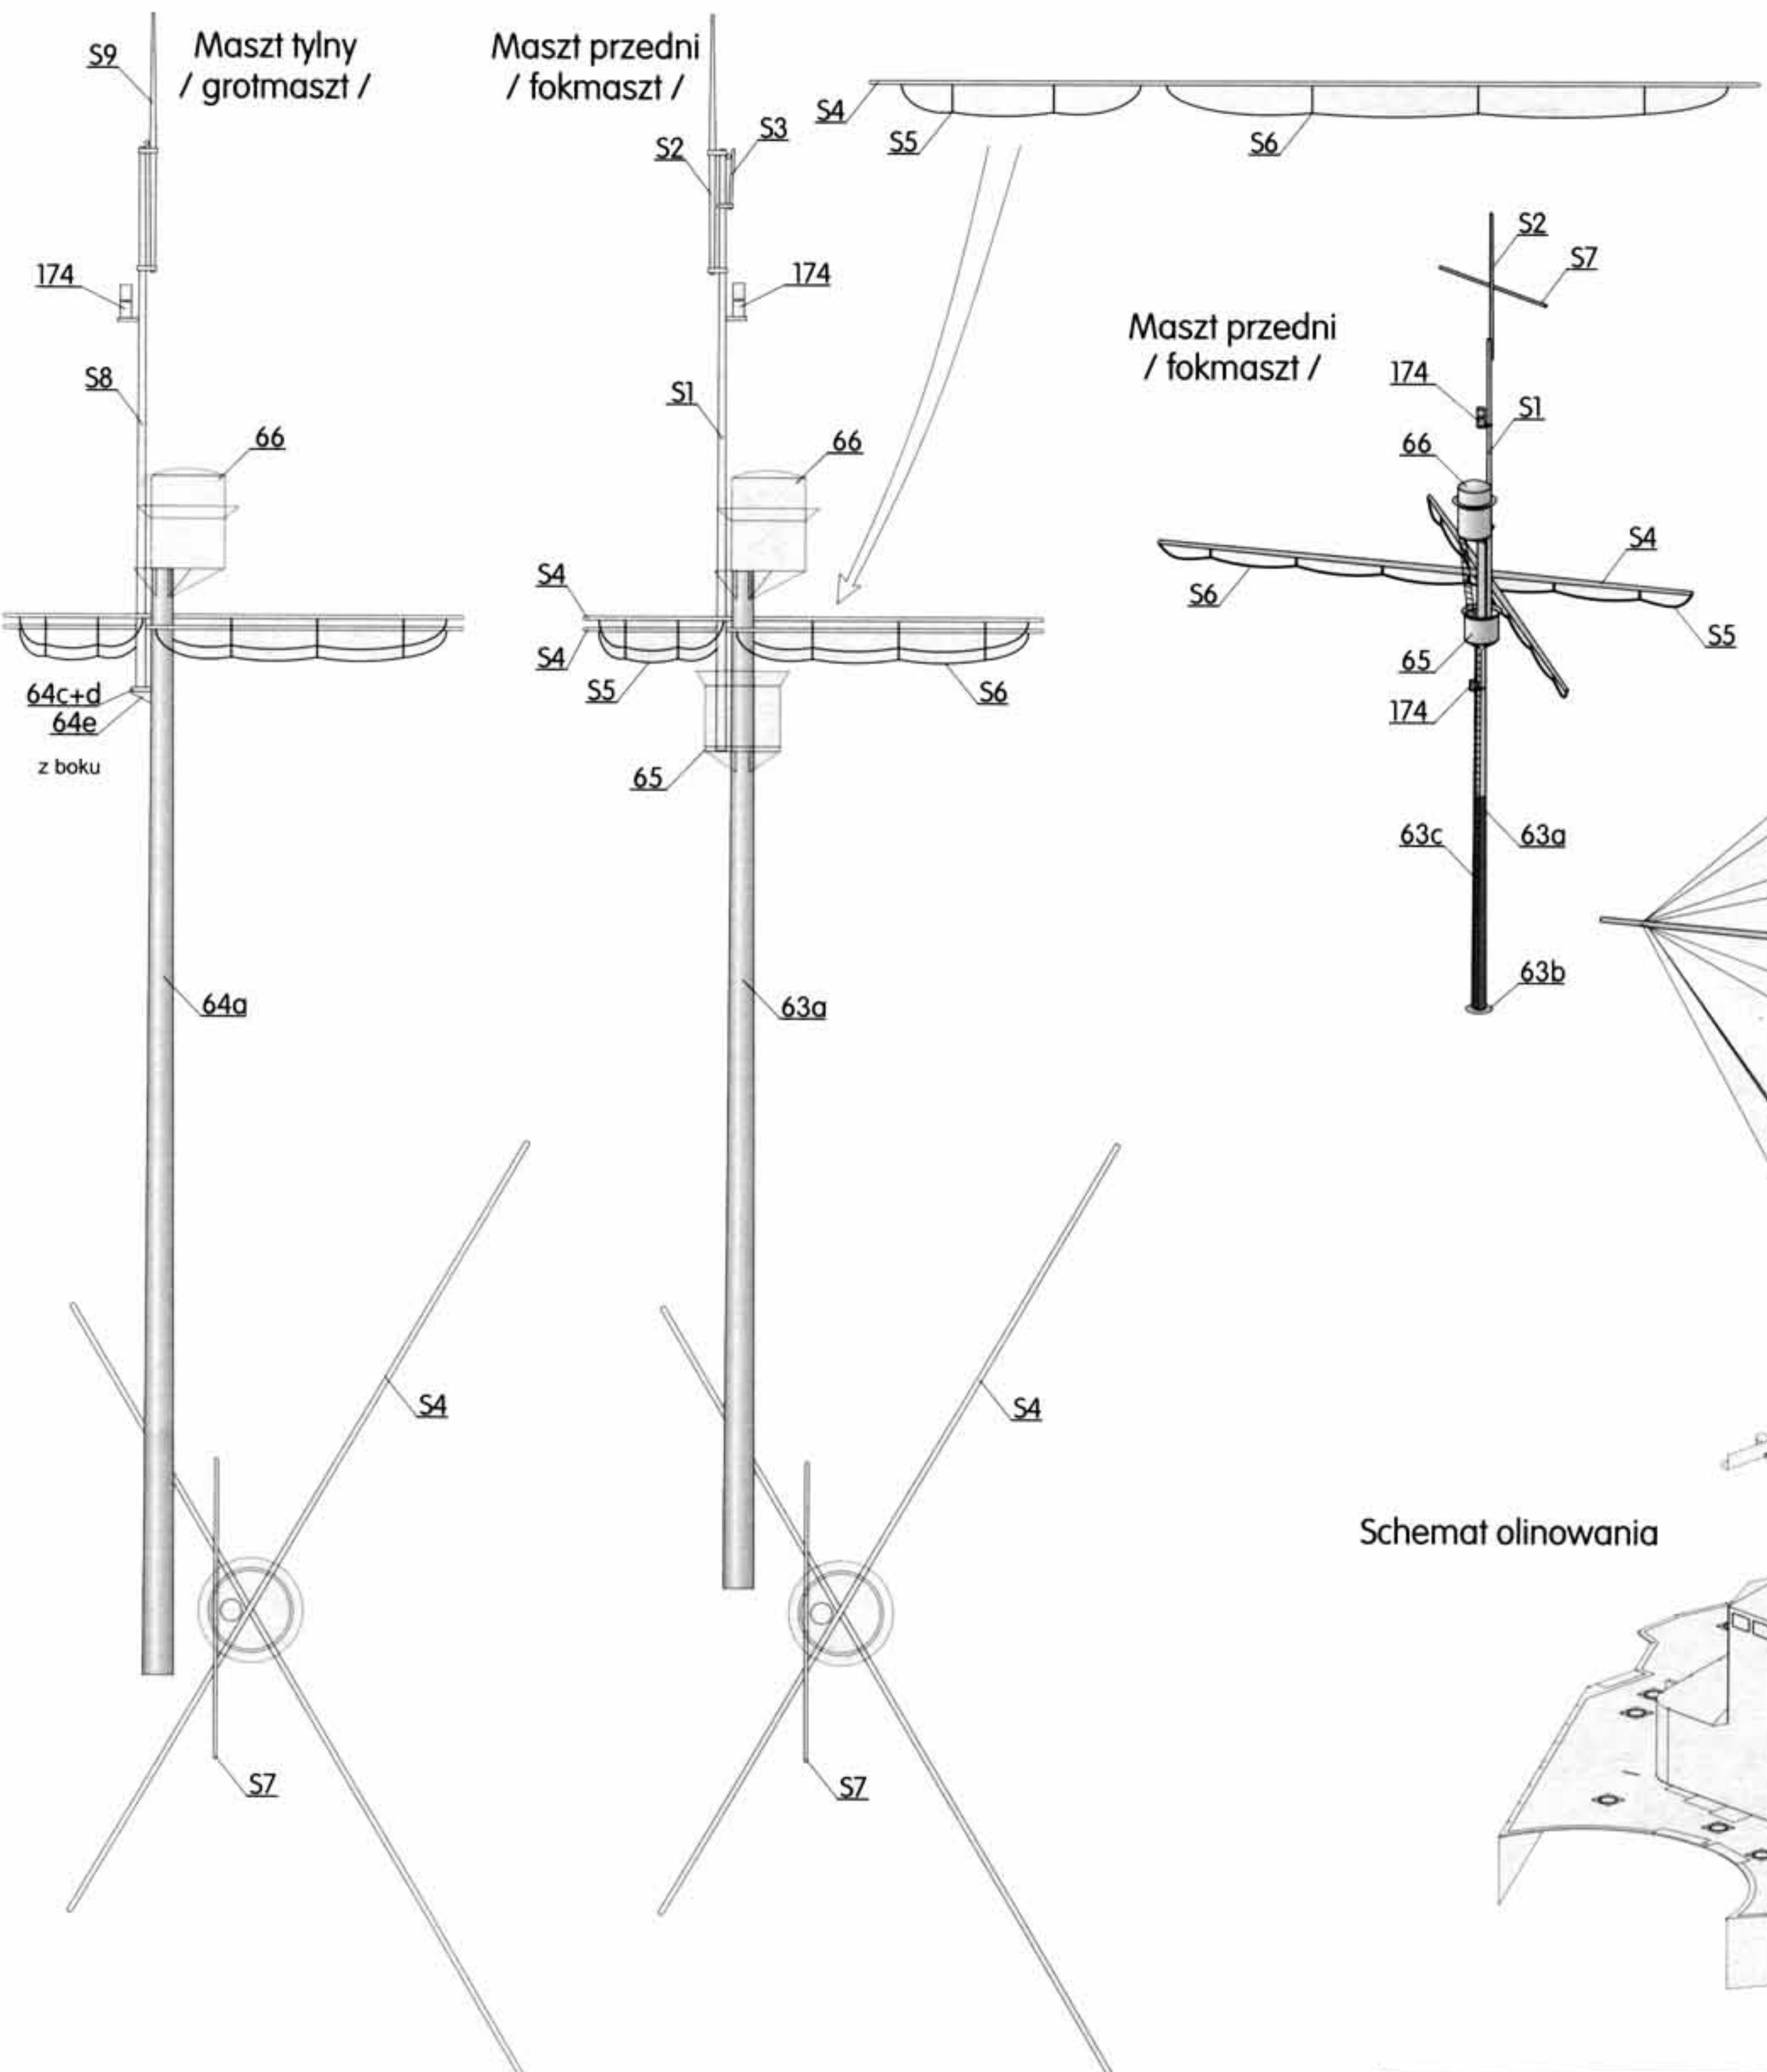 Maszt tylny
/ grotmaszt /
S9
174
S8
66
64c+d
64e
z boku
64a
S4
S7
Maszt przedni
/ fokmaszt /
S2
S3
174
S1
66
S4
S4
S5
S6
65
63a
S4
S7
S4
S5
S6
Maszt przedni
/ fokmaszt /
S2
S7
174
S1
66
S4
S6
S5
65
174
63c
63a
63b
Schemat olinowania